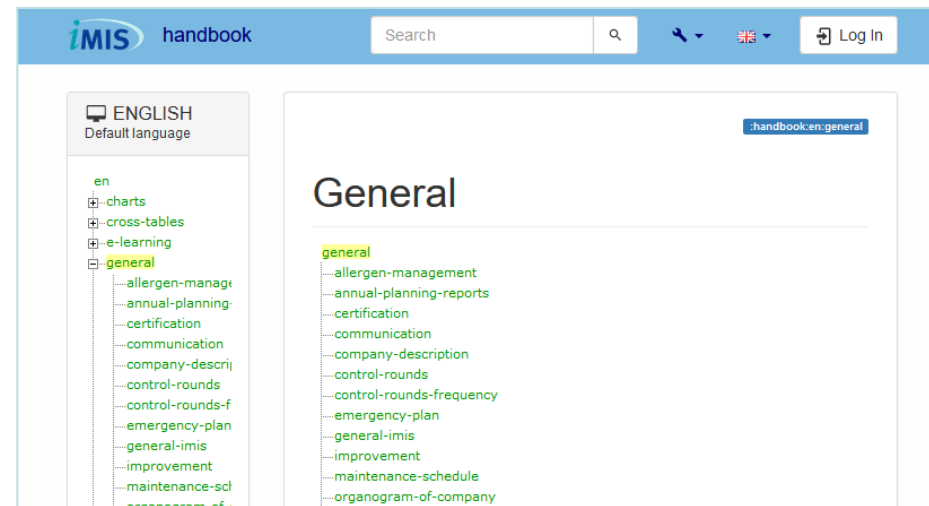 iMIS handbook Search Log In
ENGLISH
Default language
:handbook:en:general
en
charts
cross-tables
e-learning
general
allergen-manage
annual-planning-
certification
communication
company-descri
control-rounds
control-rounds-f
emergency-plan
general-imis
improvement
maintenance-sch
General
general
allergen-management
annual-planning-reports
certification
communication
company-description
control-rounds
control-rounds-frequency
emergency-plan
general-imis
improvement
maintenance-schedule
organogram-of-company